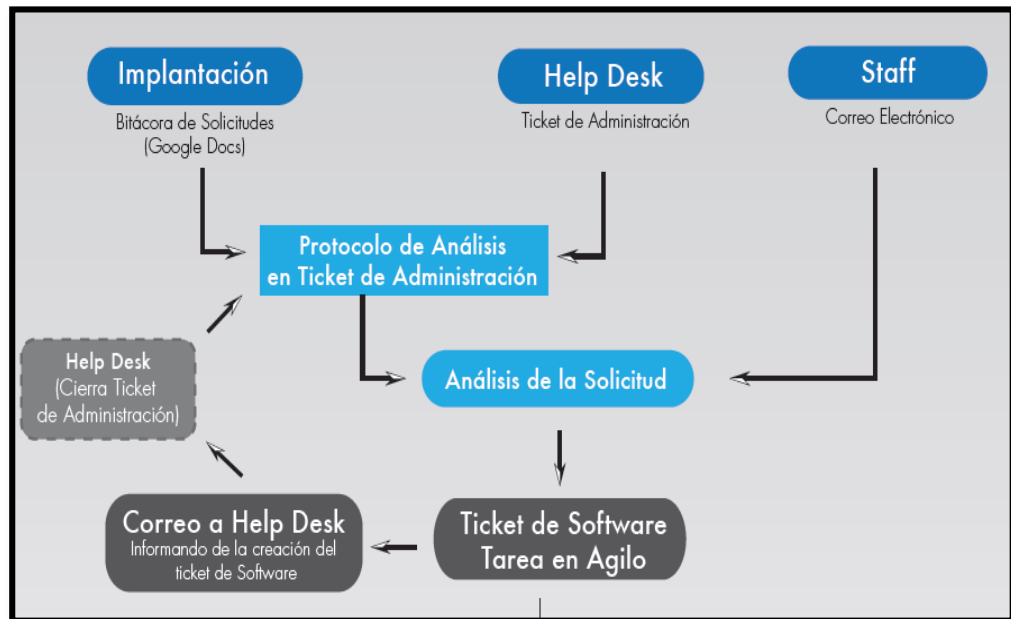 Implantación
Bitácora de Solicitudes
(Google Docs)
Help Desk
Ticket de Administración
Staff
Correo Electrónico
Protocolo de Análisis
en Ticket de Administración
Análisis de la Solicitud
Help Desk
(Cierra Ticket
de Administración)
Correo a Help Desk
Informando de la creación del
ticket de Software
Ticket de Software
Tarea en Agilo